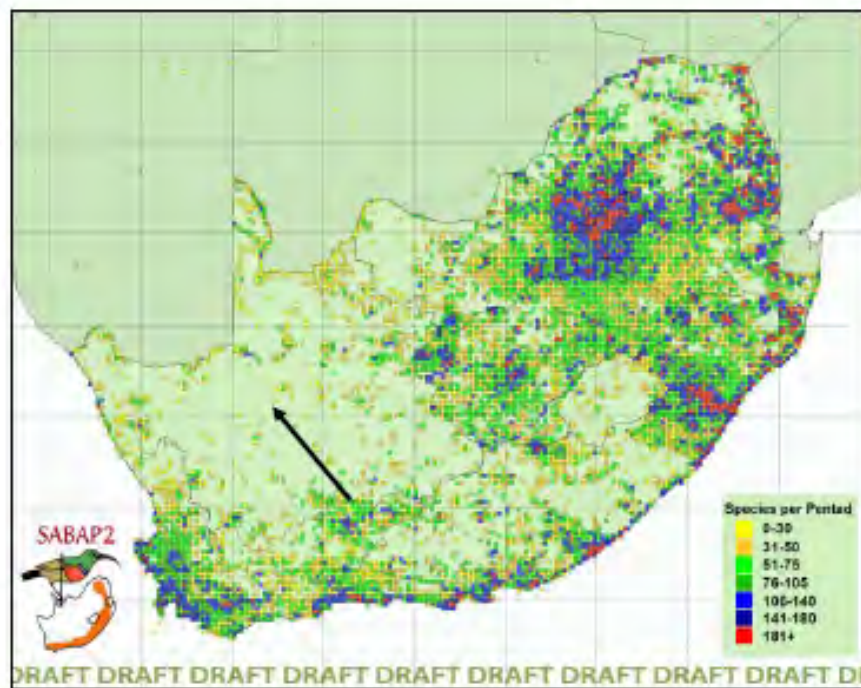 SABAP2
Species per Pentad
0-30
31-50
51-75
76-105
106-140
141-180
181+
DRAFT DRAFT DRAFT DRAFT DRAFT DRAFT DRAFT DRAFT DRAFT D